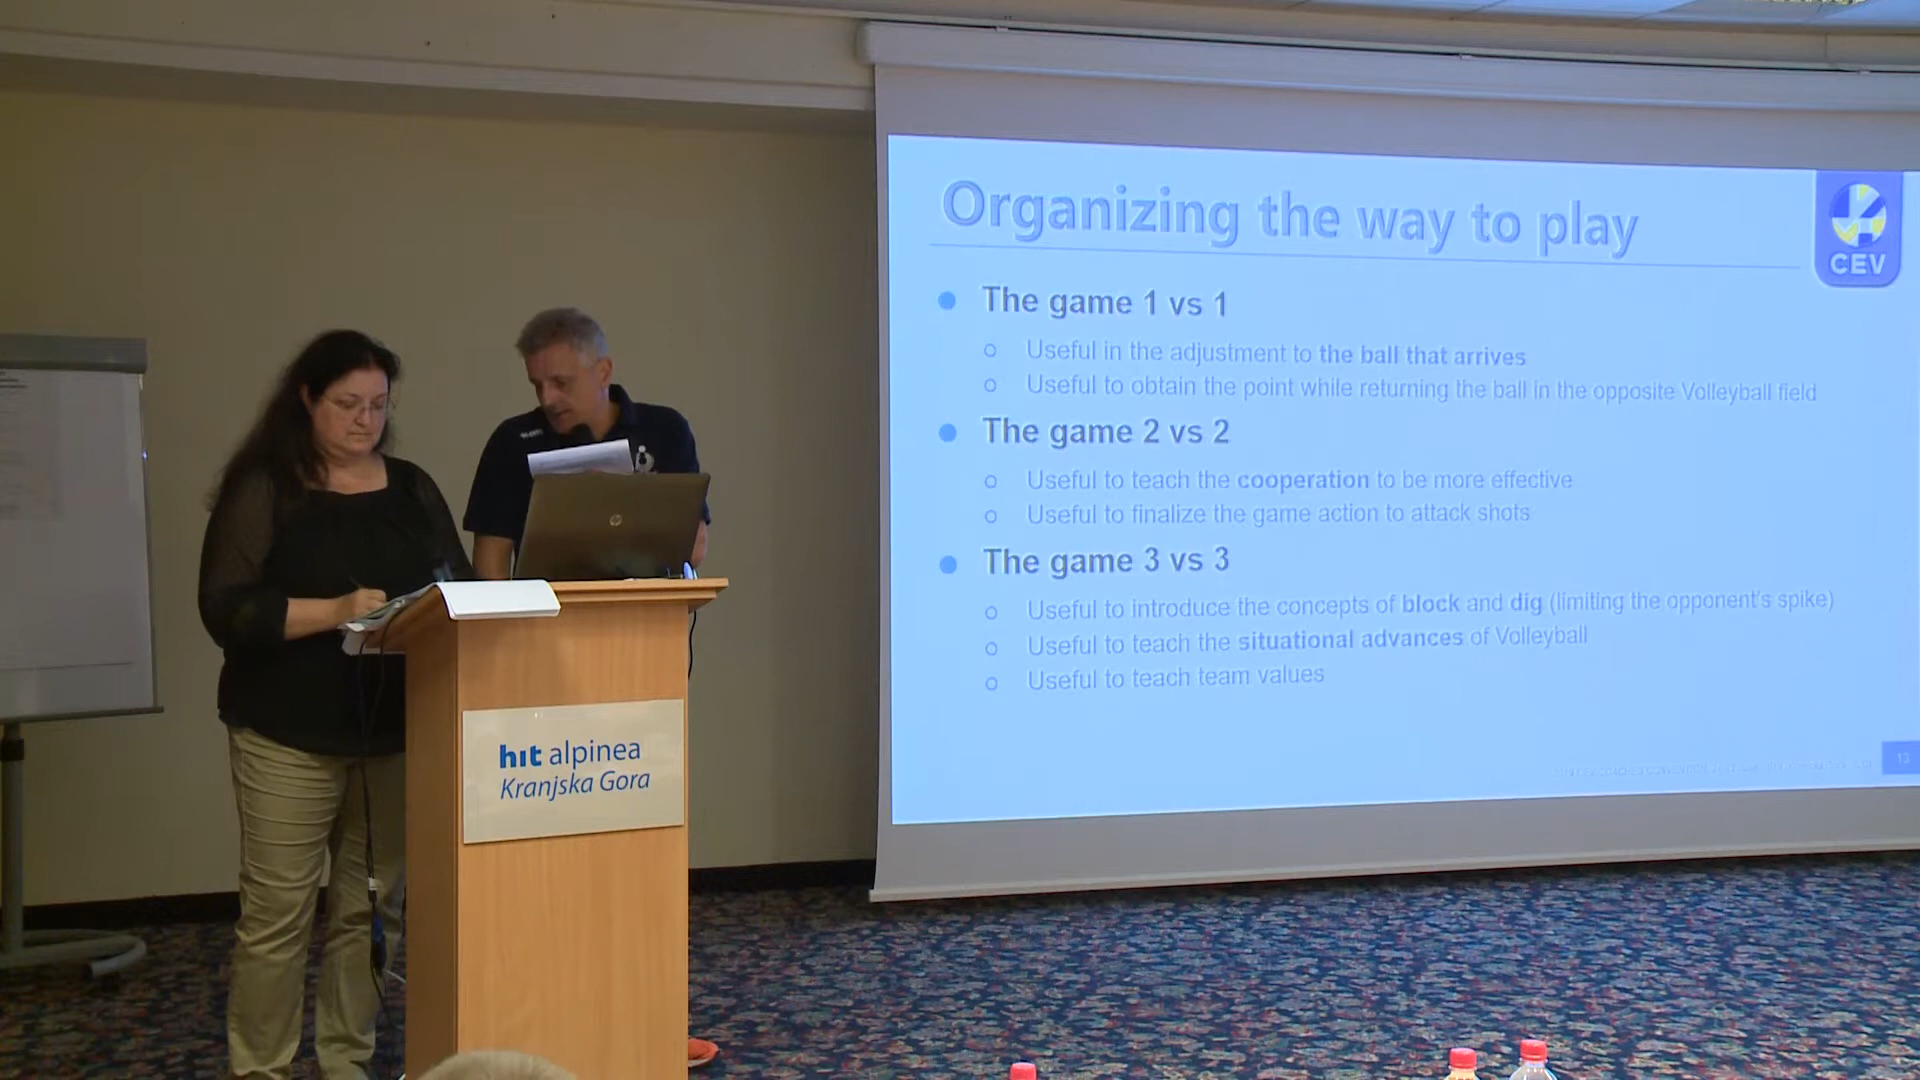 Organizing the way to play
CEV
The game 1 vs 1
Useful in the adjustment to the ball that arrives
Useful to obtain the point while returning the ball in the opposite Volleyball field
The game 2 vs 2
Useful to teach the cooperation to be more effective
Useful to finalize the game action to attack shots
The game 3 vs 3
Useful to introduce the concepts of block and dig (limiting the opponent's spike)
Useful to teach the situational advances of Volleyball
Useful to teach team values
13
hp
hit alpinea
Kranjska Gora